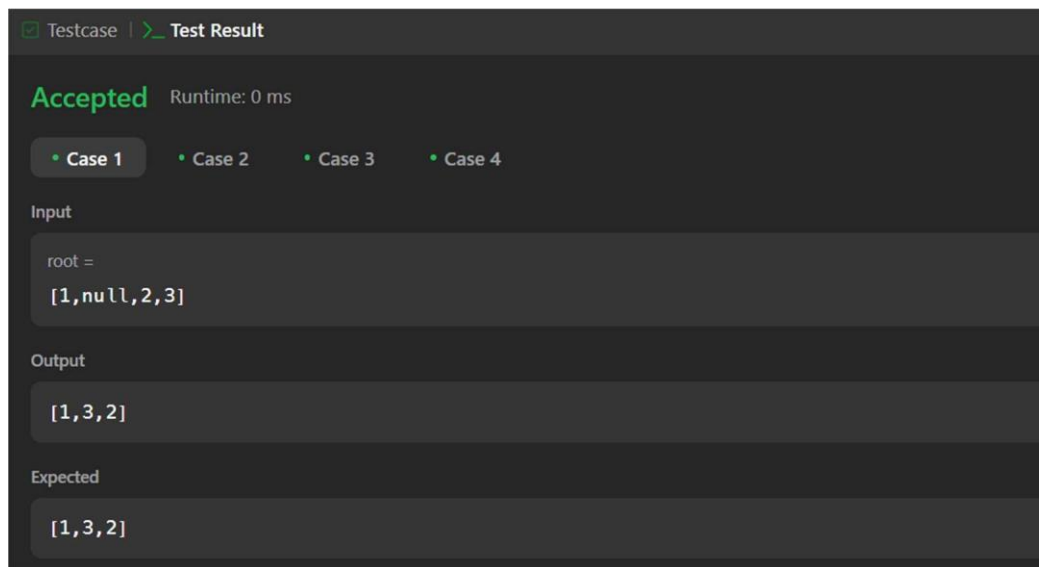 Testcase | >_ Test Result
Accepted Runtime: 0 ms
• Case 1 • Case 2 • Case 3 • Case 4
Input
root =
[1,null,2,3]
Output
[1,3,2]
Expected
[1,3,2]